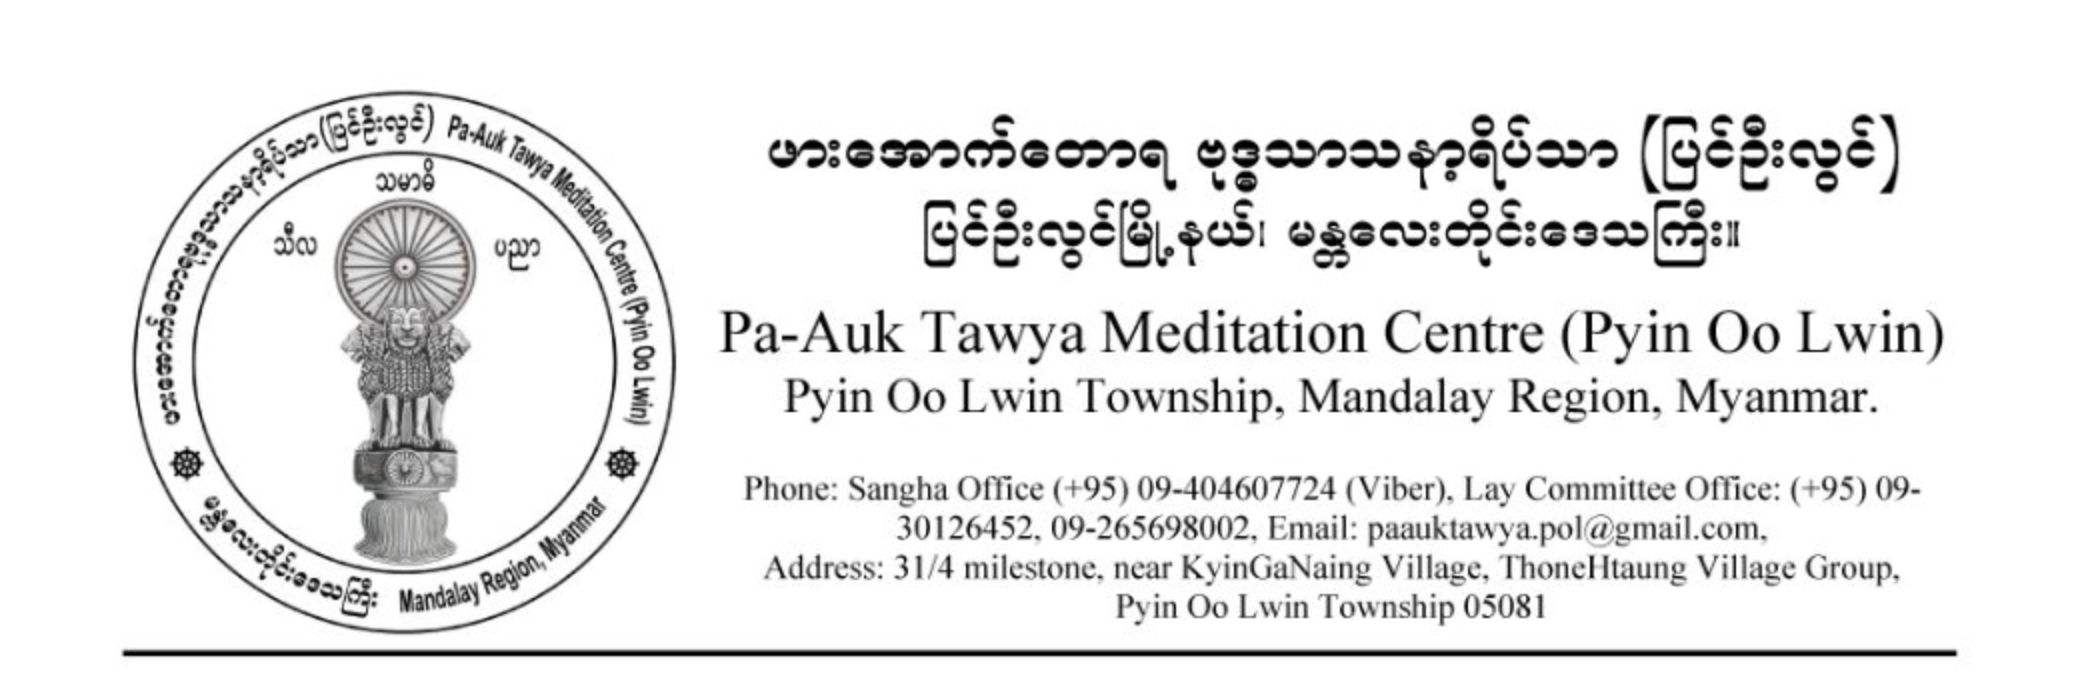 ဖားအောက်တောရ ဗုဒ္ဓသာသနာ့ရိပ်သာ (ပြင်ဦးလွင်)
ပြင်ဦးလွင်မြို့နယ်၊ မန္တလေးတိုင်းဒေသကြီး။
Pa-Auk Tawya Meditation Centre (Pyin Oo Lwin)
Pyin Oo Lwin Township, Mandalay Region, Myanmar.
Phone: Sangha Office (+95) 09-404607724 (Viber), Lay Committee Office: (+95) 09-
30126452, 09-265698002, Email: paauktawya.pol@gmail.com,
Address: 31/4 milestone, near KyinGaNaing Village, ThoneHtaung Village Group,
Pyin Oo Lwin Township 05081
ဖားအောက်တောရဗုဒ္ဓသာသနာ့ရိပ်သာ(ပြင်ဦးလွင်)
Pa-Auk Tawya Meditation Centre (Pyin Oo Lwin)
သမာဓိ
သီလ
ပညာ
မန္တလေးတိုင်းဒေသကြီး
Mandalay Region, Myanmar